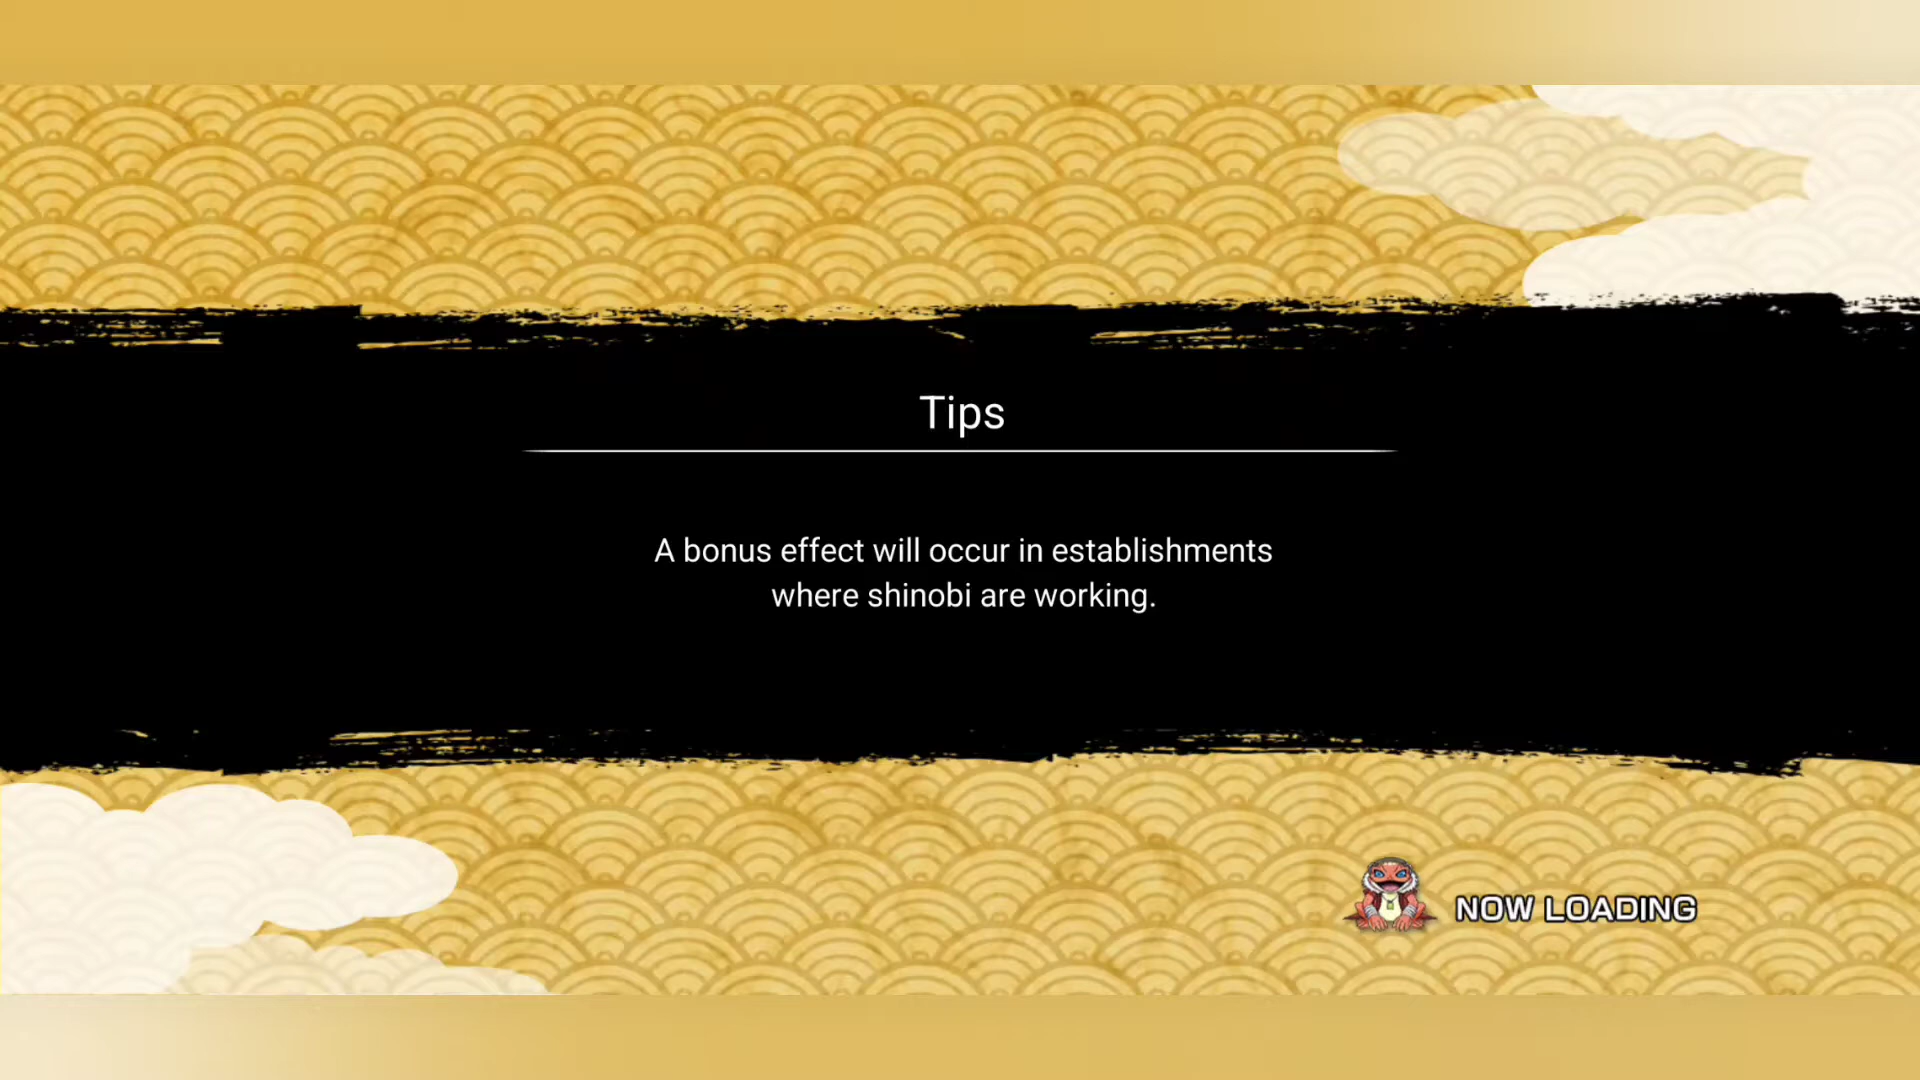 Tips
A bonus effect will occur in establishments
where shinobi are working.
NOW LOADING